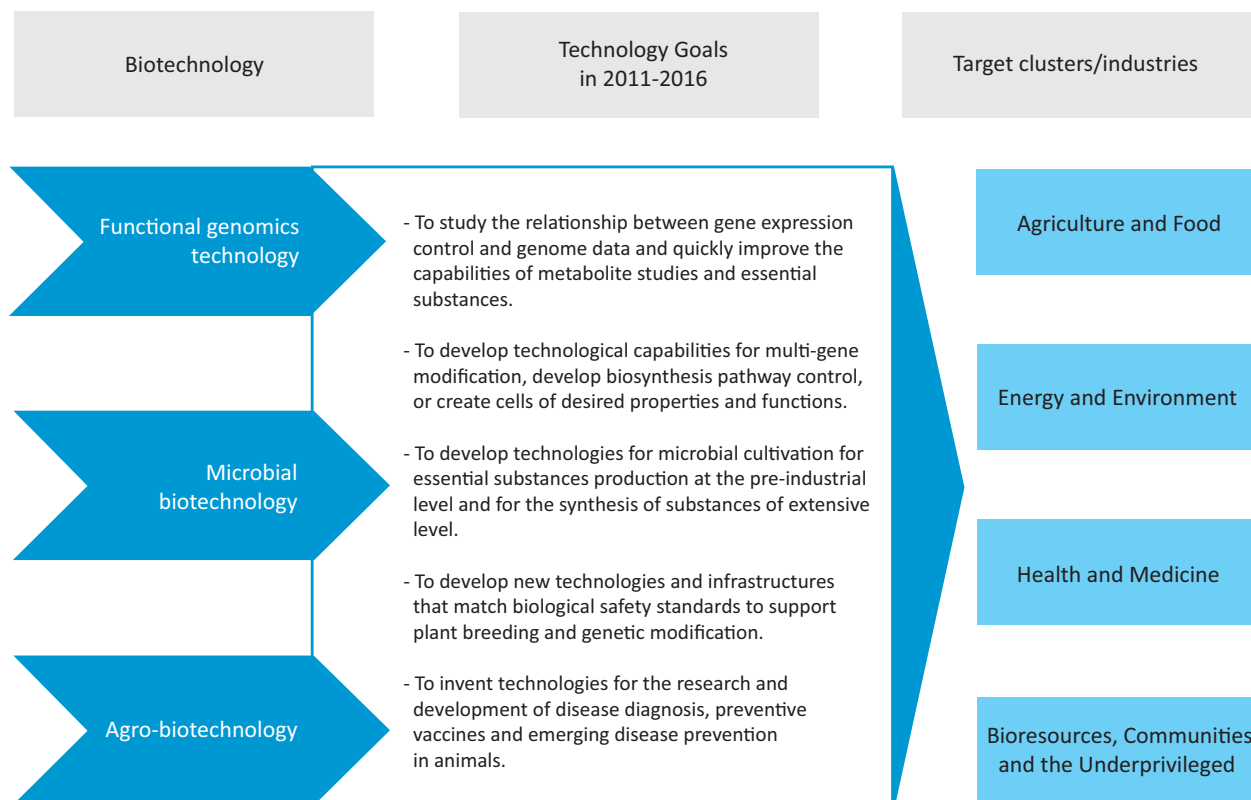 Biotechnology
Technology Goals
in 2011-2016
Target clusters/industries
Functional genomics
technology
Microbial
biotechnology
Agro-biotechnology
- To study the relationship between gene expression
control and genome data and quickly improve the
capabilities of metabolite studies and essential
substances.
- To develop technological capabilities for multi-gene
modification, develop biosynthesis pathway control,
or create cells of desired properties and functions.
- To develop technologies for microbial cultivation for
essential substances production at the pre-industrial
level and for the synthesis of substances of extensive
level.
- To develop new technologies and infrastructures
that match biological safety standards to support
plant breeding and genetic modification.
- To invent technologies for the research and
development of disease diagnosis, preventive
vaccines and emerging disease prevention
in animals.
Agriculture and Food
Energy and Environment
Health and Medicine
Bioresources, Communities
and the Underprivileged